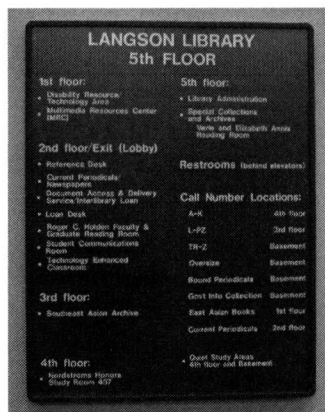 LANGSON LIBRARY
5th FLOOR
1st floor:
• Disability Resource/
Technology Area
• Multimedia Resources Center
(MRC)
2nd floor/Exit (Lobby)
• Reference Desk
• Current Periodicals/
Newspapers
• Document Access & Delivery
Service/Interlibrary Loan
• Loan Desk
• Roger C. Holden Faculty &
Graduate Reading Room
• Student Communications
Room
• Technology Enhanced
Classroom
3rd floor:
• Southeast Asian Archive
4th floor:
• Nordstroms Honors
Study Room 457
5th floor:
• Library Administration
• Special Collections
and Archives
and Elizabeth
Reading Room
Restrooms (behind elevators)
Call Number Locations:
A-K 4th floor
L-PZ 3rd floor
TR-Z Basement
Oversize Basement
Bound Periodicals Basement
Govt Info Collection Basement
East Asian Books 1st floor
Current Periodicals 2nd floor
• Quiet Study Areas
4th floor and Basement